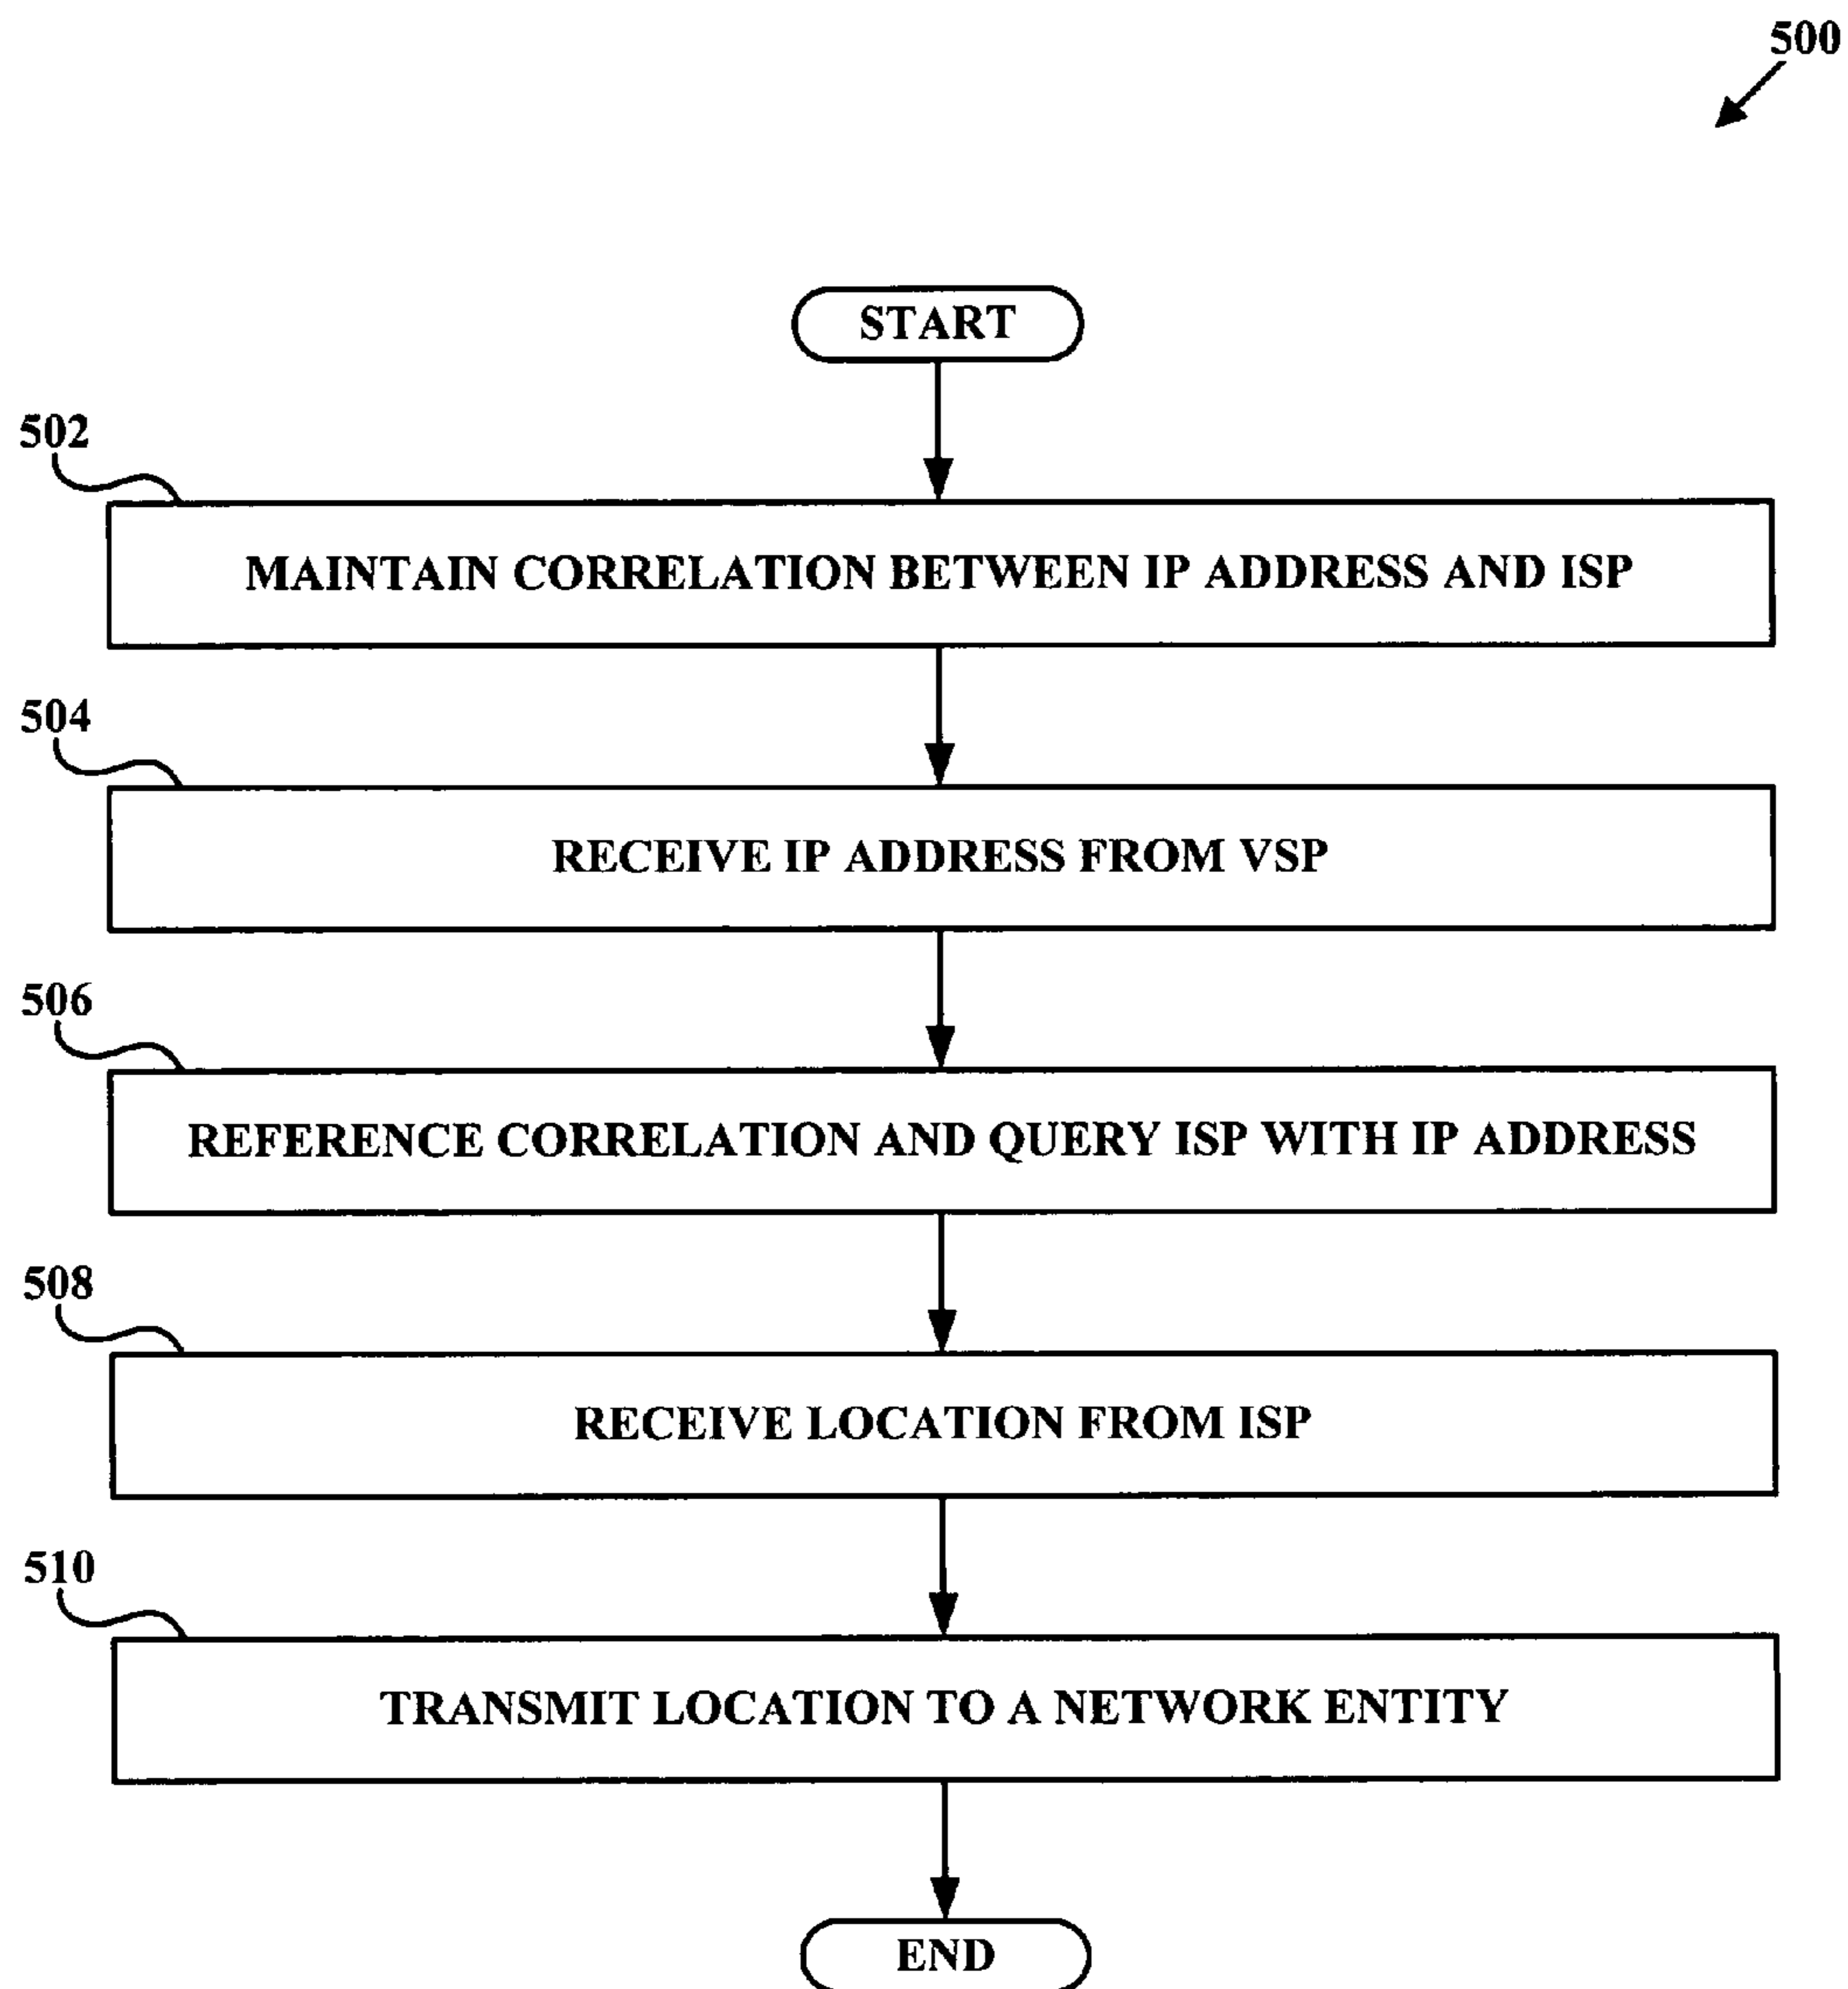 500
START
502
MAINTAIN CORRELATION BETWEEN IP ADDRESS AND ISP
504
RECEIVE IP ADDRESS FROM VSP
506
REFERENCE CORRELATION AND QUERY ISP WITH IP ADDRESS
508
RECEIVE LOCATION FROM ISP
510
TRANSMIT LOCATION TO A NETWORK ENTITY
END